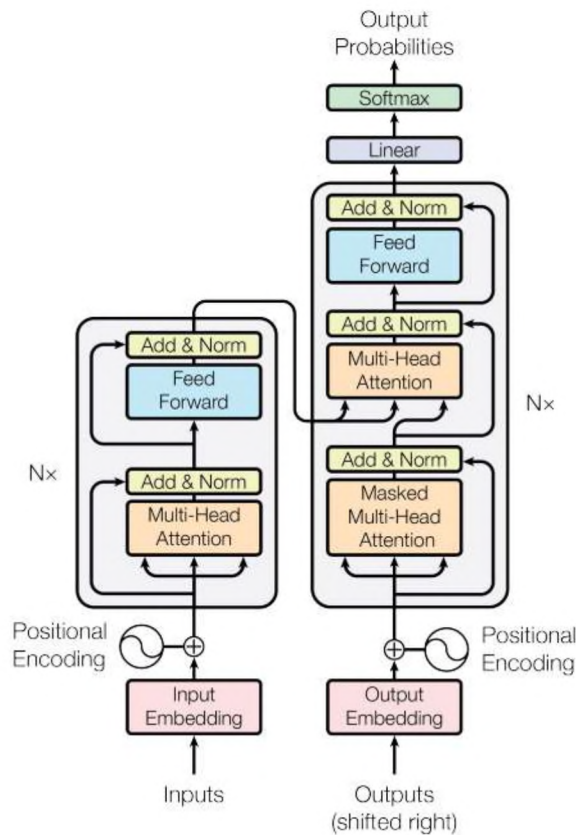 Output
Probabilities
Softmax
Linear
Add & Norm
Feed
Forward
Add & Norm
Multi-Head
Attention
Add & Norm
Masked
Multi-Head
Attention
N×
Add & Norm
Feed
Forward
Add & Norm
Multi-Head
Attention
N×
Positional
Encoding
Positional
Encoding
Input
Embedding
Output
Embedding
Inputs
Outputs
(shifted right)